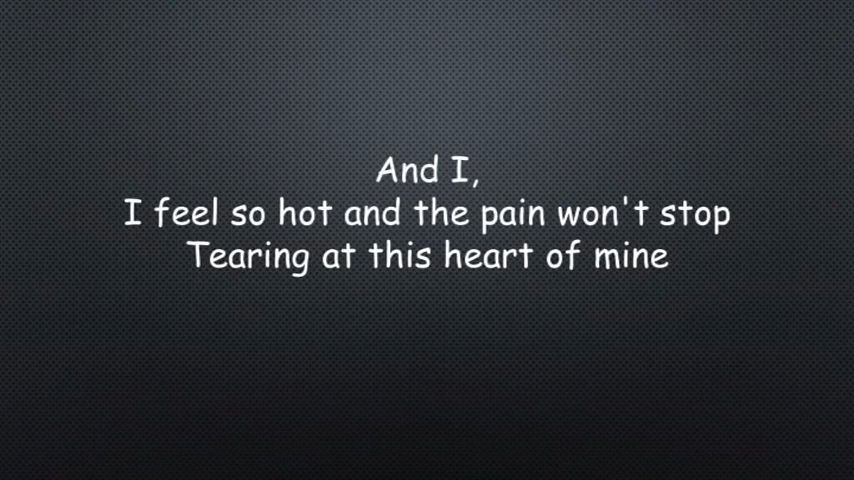 And I,
I feel so hot and the pain won't stop
Tearing at this heart of mine